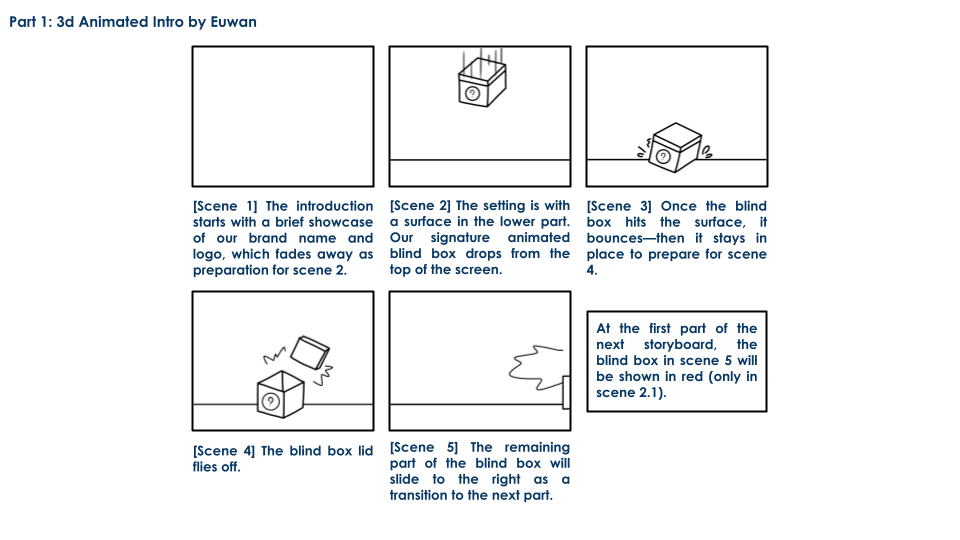 Part 1: 3d Animated Intro by Euwan
[Scene 1] The introduction
starts with a brief showcase
of our brand name and
logo, which fades away as
preparation for scene 2.
?
[Scene 2] The setting is with
a surface in the lower part.
Our signature animated
blind box drops from the
top of the screen.
?
[Scene 3] Once the blind
box hits the surface, it
bounces—then it stays in
place to prepare for scene
4.
?
[Scene 4] The blind box lid
flies off.
[Scene 5] The remaining
part of the blind box will
slide to the right as a
transition to the next part.
At the first part of the
next storyboard, the
blind box in scene 5 will
be shown in red (only in
scene 2.1).